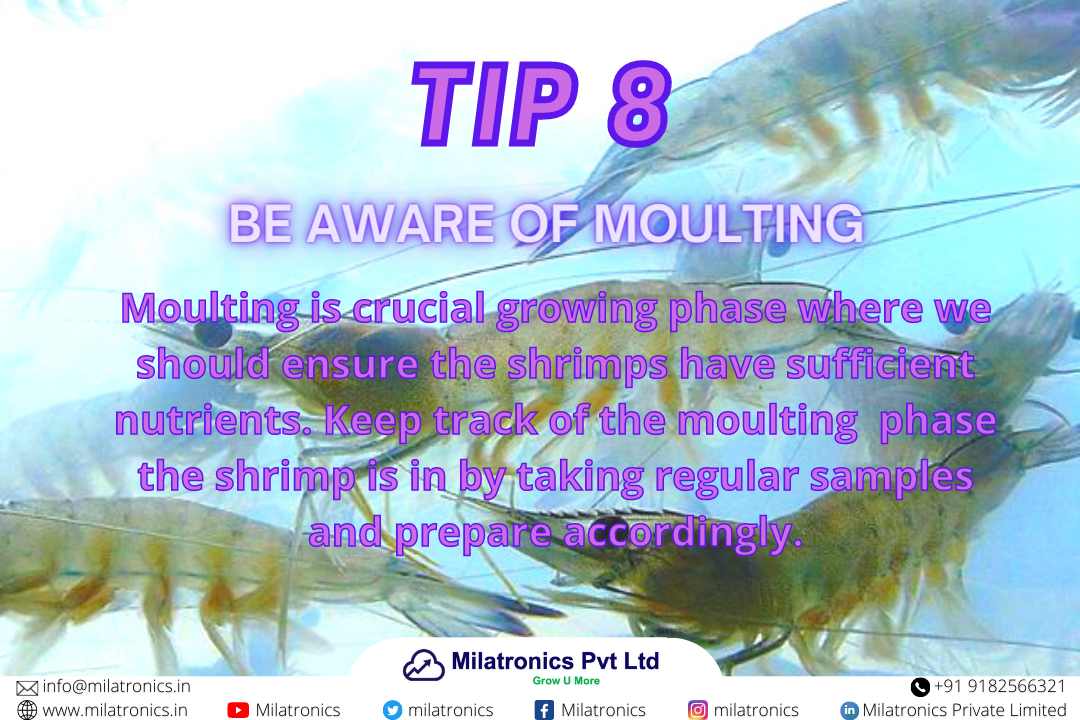 TIP 8
BE AWARE OF MOULTING
Moulting is crucial growing phase where we
should ensure the shrimps have sufficient
nutrients. Keep track of the moulting phase
the shrimp is in by taking regular samples
and prepare accordingly.
Milatronics Pvt Ltd
Grow U More
info@milatronics.in
+91 9182566321
www.milatronics.in
Milatronics
milatronics
Milatronics
milatronics
Milatronics Private Limited